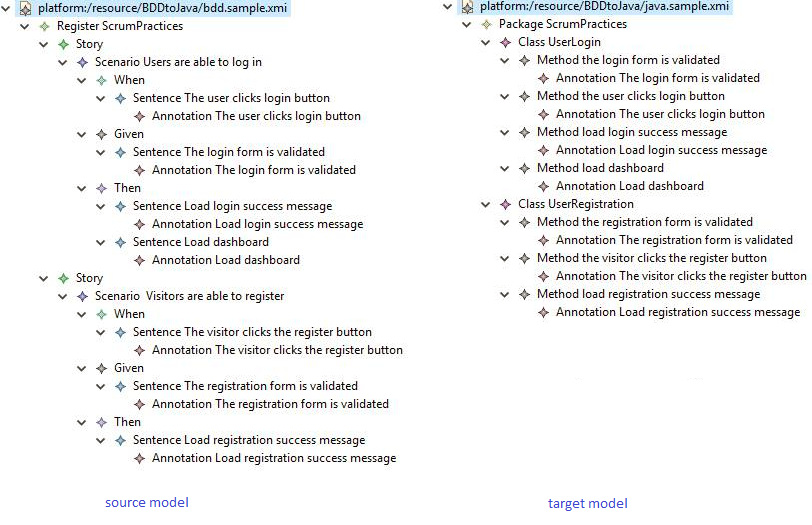 platform:/resource/BDDtoJava/bdd.sample.xmi
Register ScrumPractices
Story
Scenario Users are able to log in
When
Sentence The user clicks login button
Annotation The user clicks login button
Given
Sentence The login form is validated
Annotation The login form is validated
Then
Sentence Load login success message
Annotation Load login success message
Sentence Load dashboard
Annotation Load dashboard
Story
Scenario Visitors are able to register
When
Sentence The visitor clicks the register button
Annotation The visitor clicks the register button
Given
Sentence The registration form is validated
Annotation The registration form is validated
Then
Sentence Load registration success message
Annotation Load registration success message
source model
platform:/resource/BDDtoJava/java.sample.xmi
Package ScrumPractices
Class UserLogin
Method the login form is validated
Annotation The login form is validated
Method the user clicks login button
Annotation The user clicks login button
Method load login success message
Annotation Load login success message
Method load dashboard
Annotation Load dashboard
Class UserRegistration
Method the registration form is validated
Annotation The registration form is validated
Method the visitor clicks the register button
Annotation The visitor clicks the register button
Method load registration success message
Annotation Load registration success message
target model